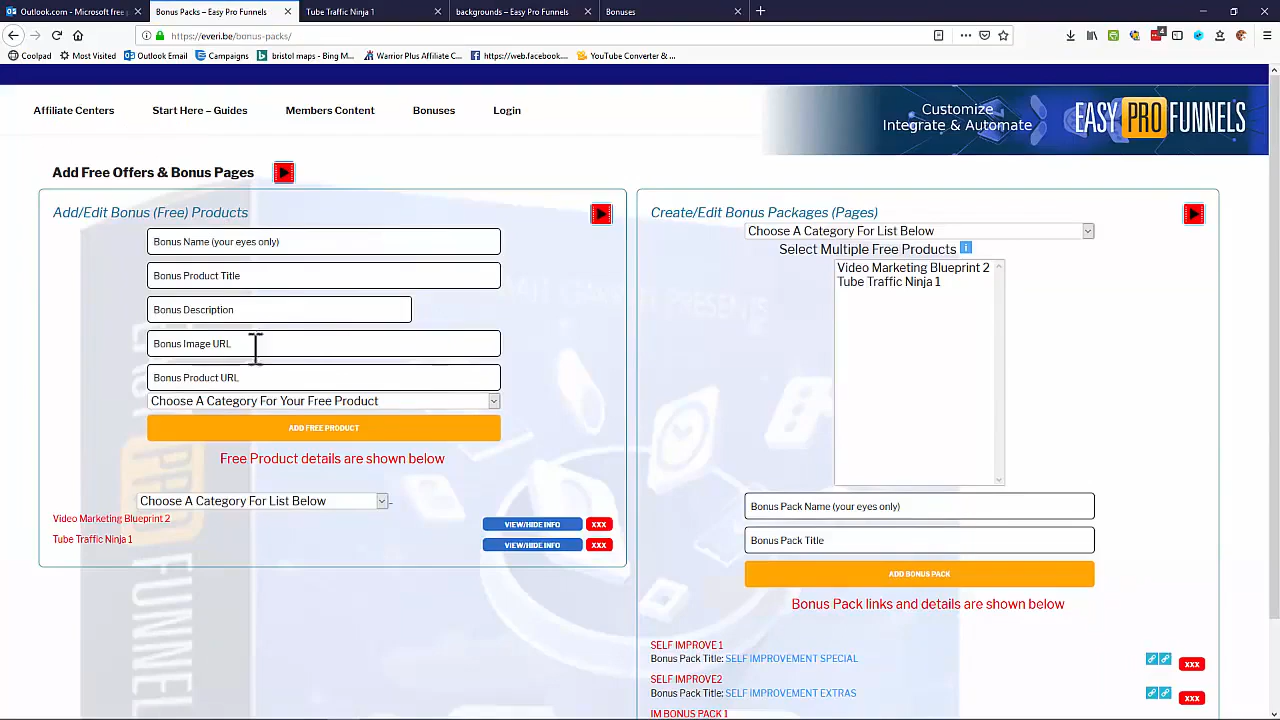 Outlook.com - Microsoft free p
Bonus Packs – Easy Pro Funnels
Tube Traffic Ninja 1
backgrounds – Easy Pro Funnels
Bonuses
https://everi.be/bonus-packs/
4
Coolpad
Most Visited
Outlook Email
Campaigns
bristol maps - Bing M...
Warrior Plus Affiliate C...
https://web.facebook....
YouTube Converter & ...
Affiliate Centers
Start Here – Guides
Members Content
Bonuses
Login
Customize
Integrate & Automate
EASY PRO FUNNELS
Add Free Offers & Bonus Pages
Add/Edit Bonus (Free) Products
Bonus Name (your eyes only)
Bonus Product Title
Bonus Description
Bonus Image URL
Bonus Product URL
Choose A Category For Your Free Product
ADD FREE PRODUCT
Free Product details are shown below
Choose A Category For List Below
Video Marketing Blueprint 2
VIEW/HIDE INFO
XXX
Tube Traffic Ninja 1
VIEW/HIDE INFO
XXX
Create/Edit Bonus Packages (Pages)
Choose A Category For List Below
Select Multiple Free Products
i
Video Marketing Blueprint 2
Tube Traffic Ninja 1
Bonus Pack Name (your eyes only)
Bonus Pack Title
ADD BONUS PACK
Bonus Pack links and details are shown below
SELF IMPROVE 1
Bonus Pack Title: SELF IMPROVEMENT SPECIAL
XXX
SELF IMPROVE2
Bonus Pack Title: SELF IMPROVEMENT EXTRAS
XXX
IM BONUS PACK 1